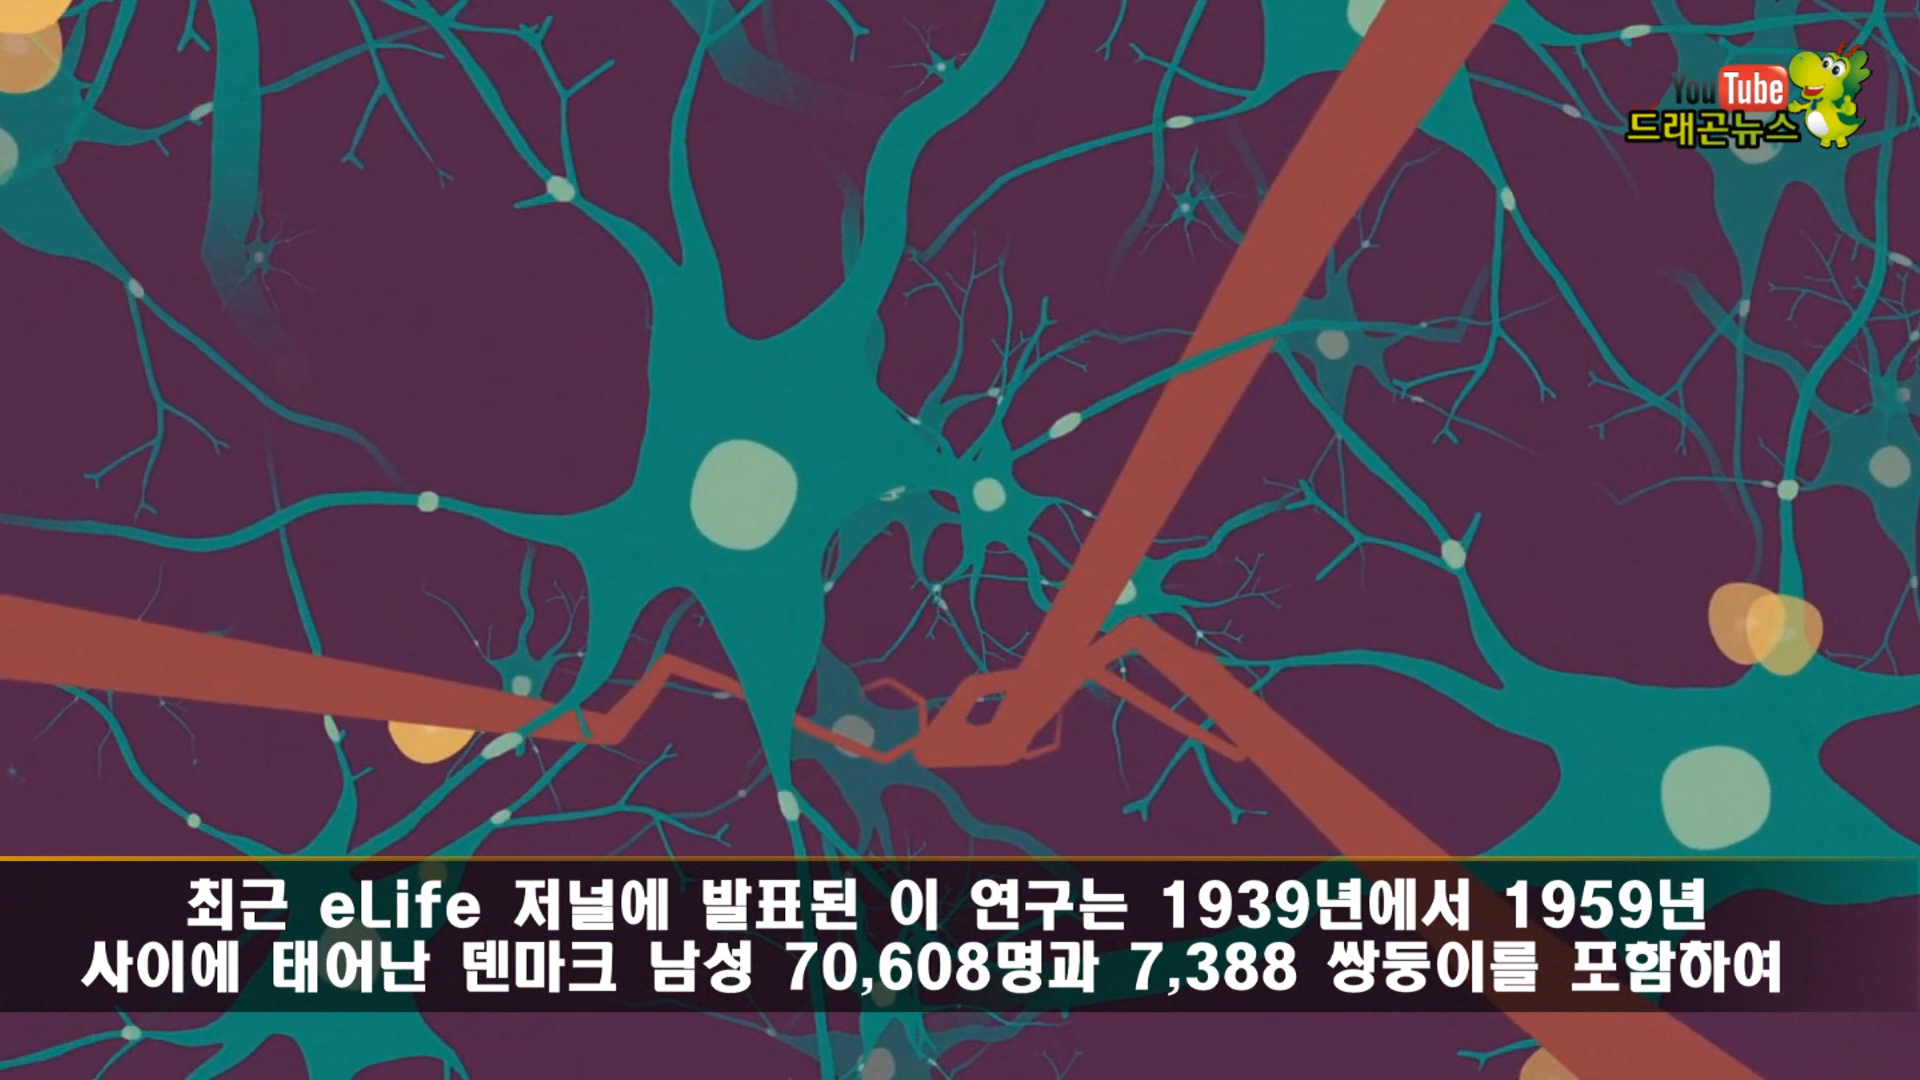 YouTube
드래곤뉴스
최근 eLife 저널에 발표된 이 연구는 1939년에서 1959년
사이에 태어난 덴마크 남성 70,608명과 7,388 쌍둥이를 포함하여